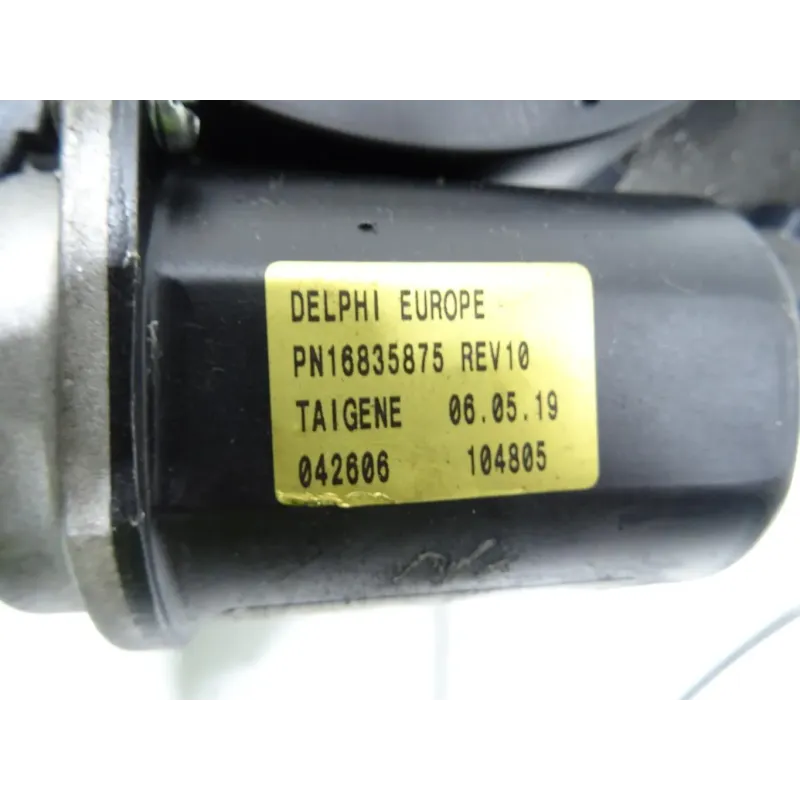 DELPHI EUROPE
PN16835875 REV10
TAIGENE 06.05.19
042606 104805